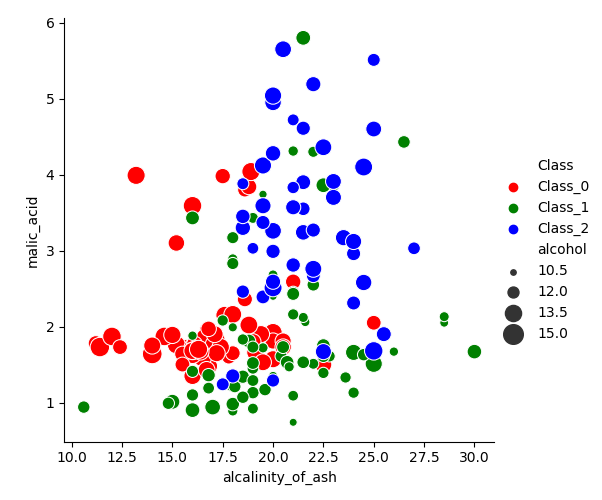 6
5
4
3
2
1
malic_acid
10.0 12.5 15.0 17.5 20.0 22.5 25.0 27.5 30.0
alcalinity_of_ash
Class
Class_0
Class_1
Class_2
alcohol
10.5
12.0
13.5
15.0